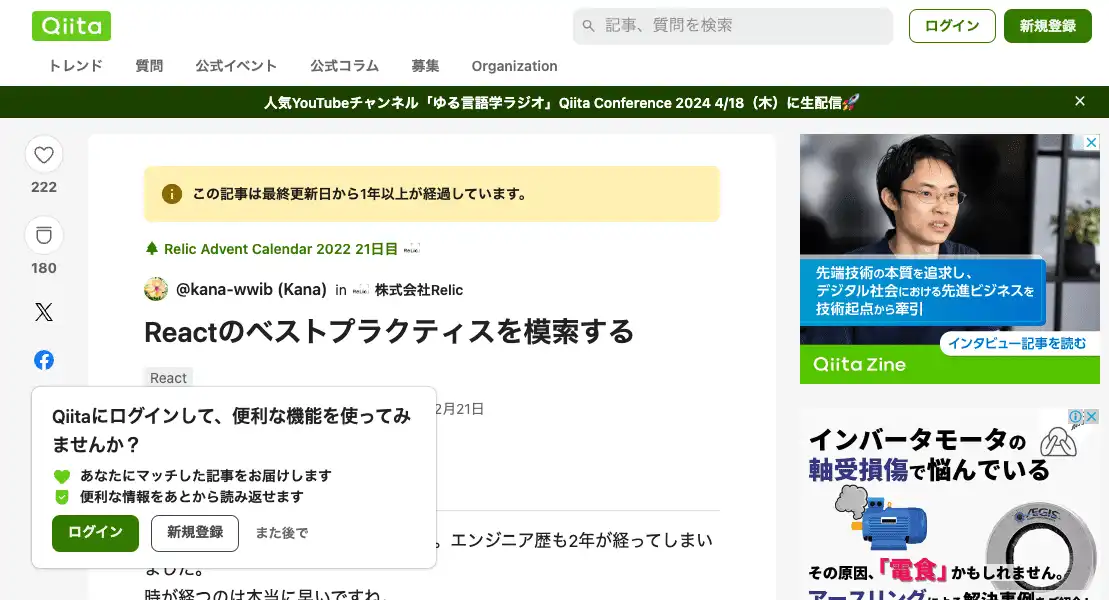 Qiita
記事、質問を検索
ログイン
新規登録
トレンド
質問
公式イベント
公式コラム
募集
Organization
人気YouTubeチャンネル「ゆる言語学ラジオ」Qiita Conference 2024 4/18（木）に生配信🚀
222
180
この記事は最終更新日から1年以上が経過しています。
Relic Advent Calendar 2022 21日目
@kana-wwib (Kana) in 株式会社Relic
Reactのベストプラクティスを模索する
React
2月21日
。エンジニア歴も2年が経ってしまい
ました。
時が経つのは本当に早いですね。
Qiitaにログインして、便利な機能を使ってみ
ませんか？
あなたにマッチした記事をお届けします
便利な情報をあとから読み返せます
ログイン
新規登録
また後で
先端技術の本質を追求し、
デジタル社会における先進ビジネスを
技術起点から牽引
インタビュー記事を読む
Qiita Zine
インバータモータの
軸受損傷で悩んでいる
AEGIS
その原因、「電食」かもしれません。
アースリングによる解決事例をご紹介！